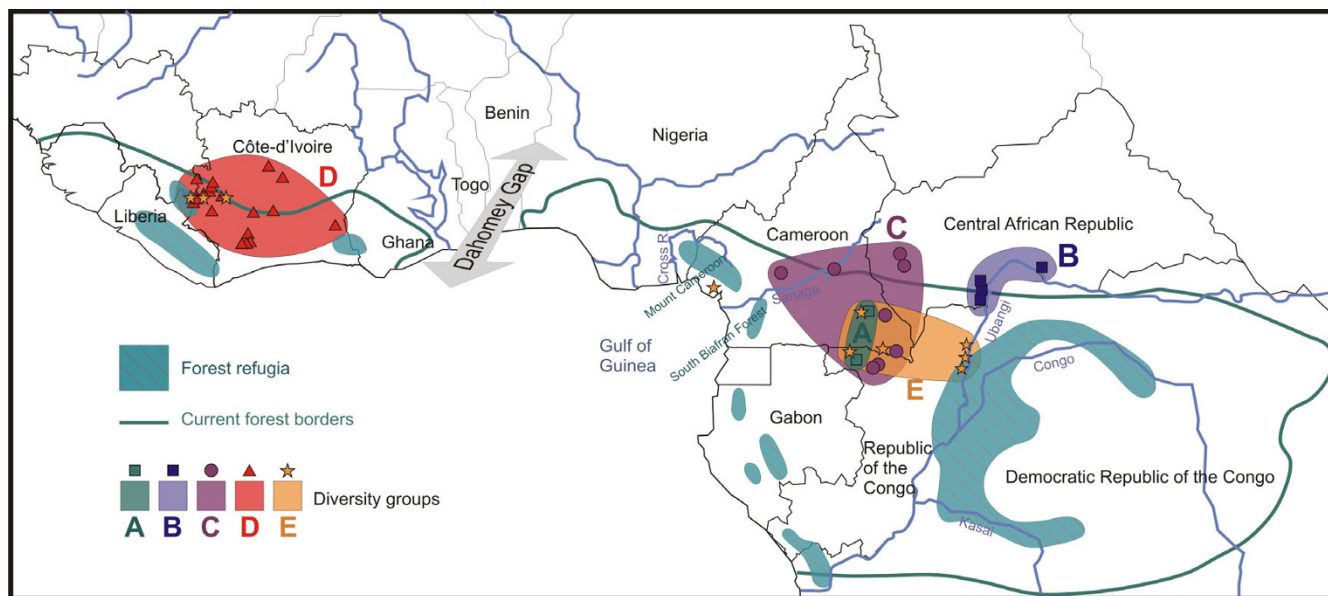 Benin
Nigeria
Côte-d'Ivoire
D
Togo
Dahomey Gap
Liberia
Ghana
Cross R.
Cameroon
C
Central African Republic
B
Mount Cameroon
Sanaga
Ubangi
South Biafran Forest
A
Gulf of
Guinea
Congo
E
Forest refugia
Current forest borders
Gabon
Republic
of the
Congo
Democratic Republic of the Congo
Kasai
Diversity groups
A B C D E